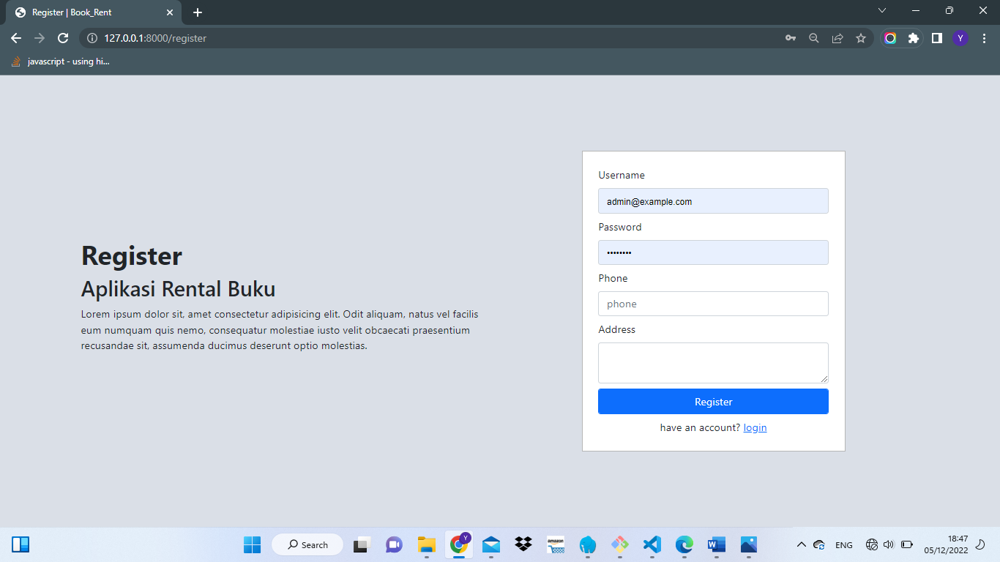 Register | Book_Rent
127.0.0.1:8000/register
Y
javascript - using hi...
Register
Aplikasi Rental Buku
Lorem ipsum dolor sit, amet consectetur adipisicing elit. Odit aliquam, natus vel facilis
eum numquam quis nemo, consequatur molestiae iusto velit obcaecati praesentium
recusandae sit, assumenda ducimus deserunt optio molestias.
Username
admin@example.com
Password
••••••••
Phone
phone
Address
Register
have an account? login
Search
Y
amazon
W
ENG
18:47
05/12/2022